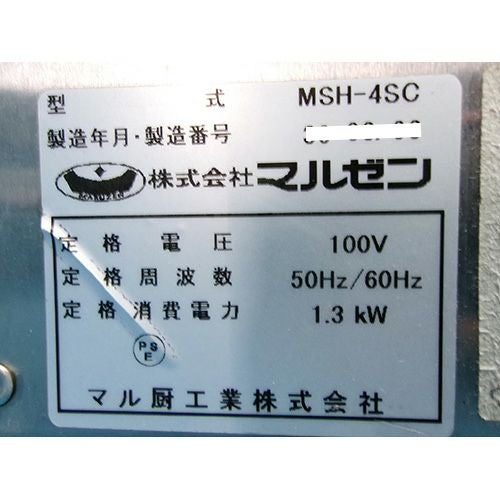 型式 MSH-4SC
製造年月・製造番号
MARUZEN 株式会社マルゼン
定格電圧 100V
定格周波数 50Hz/60Hz
定格消費電力 1.3 kW
PS
E
マル厨工業株式会社